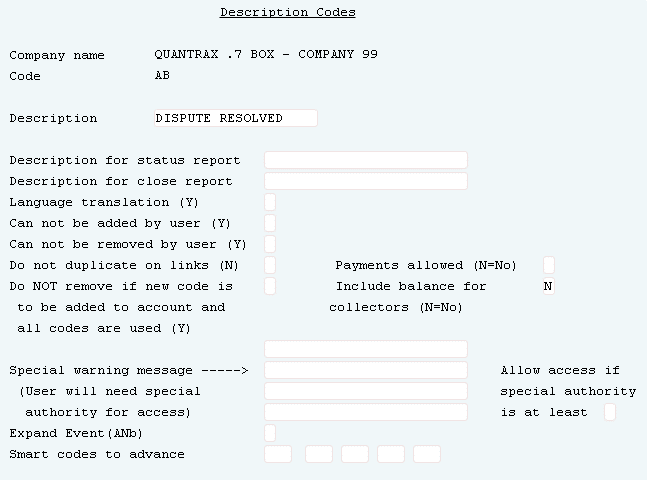 Description Codes
Company name QUANTRAX .7 BOX - COMPANY 99
Code AB
Description DISPUTE RESOLVED
Description for status report
Description for close report
Language translation (Y)
Can not be added by user (Y)
Can not be removed by user (Y)
Do not duplicate on links (N) Payments allowed (N=No)
Do NOT remove if new code is Include balance for N
to be added to account and collectors (N=No)
all codes are used (Y)
Special warning message -----> Allow access if
(User will need special special authority
authority for access) is at least
Expand Event(ANb)
Smart codes to advance